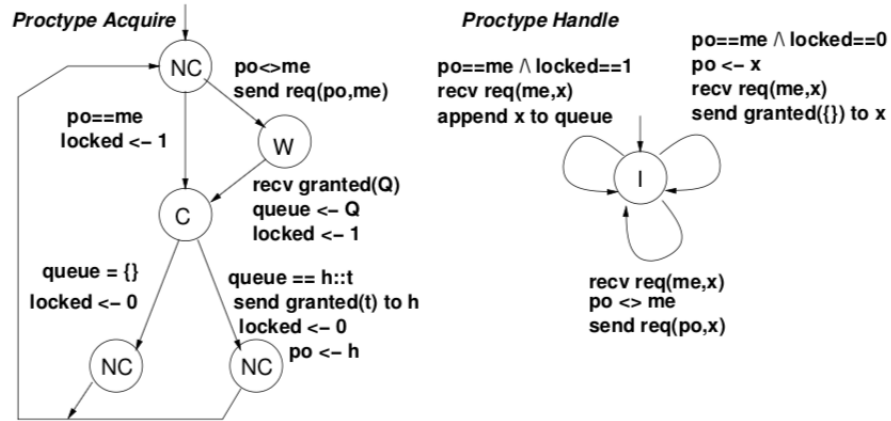 Proctype Acquire
NC
po<>me
send req(po,me)
po==me
locked <- 1
W
recv granted(Q)
queue <- Q
locked <- 1
C
queue = {}
locked <- 0
queue == h::t
send granted(t) to h
locked <- 0
po <- h
NC
NC
Proctype Handle
po==me /\ locked==1
recv req(me,x)
append x to queue
po==me /\ locked==0
po <- x
recv req(me,x)
send granted({}) to x
I
recv req(me,x)
po <> me
send req(po,x)